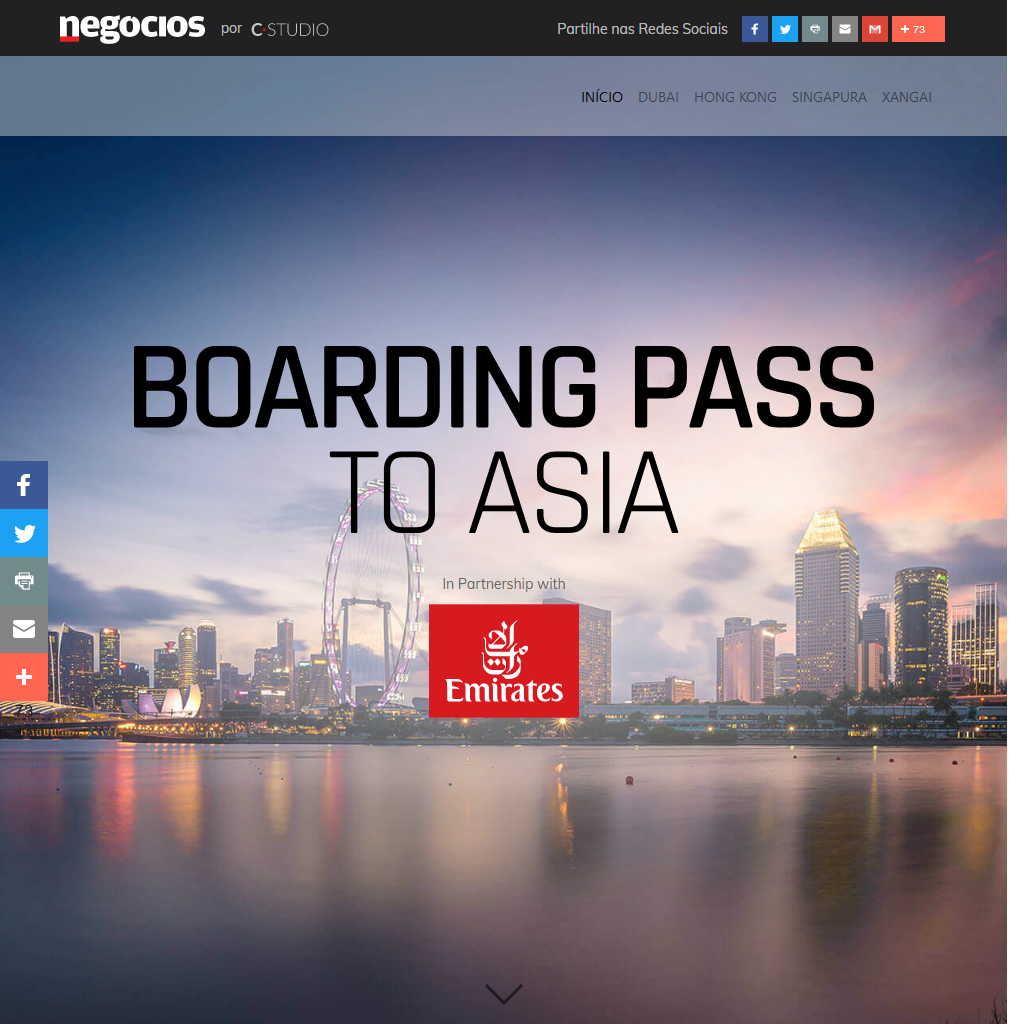 negócios por C·STUDIO Partilhe nas Redes Sociais 73
INÍCIO DUBAI HONG KONG SINGAPURA XANGAI
BOARDING PASS
TO ASIA
In Partnership with
Emirates
73